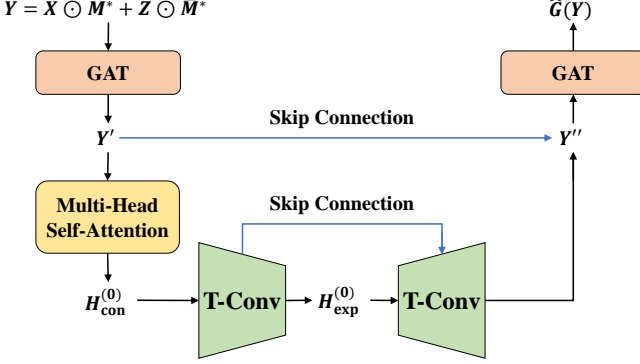 Y = X ⊙ M* + Z ⊙ M̄*
Ĝ(Y)
GAT
GAT
Skip Connection
Y′
Y′′
Multi-Head
Self-Attention
Skip Connection
H_con^(0)
T-Conv
H_exp^(0)
T-Conv